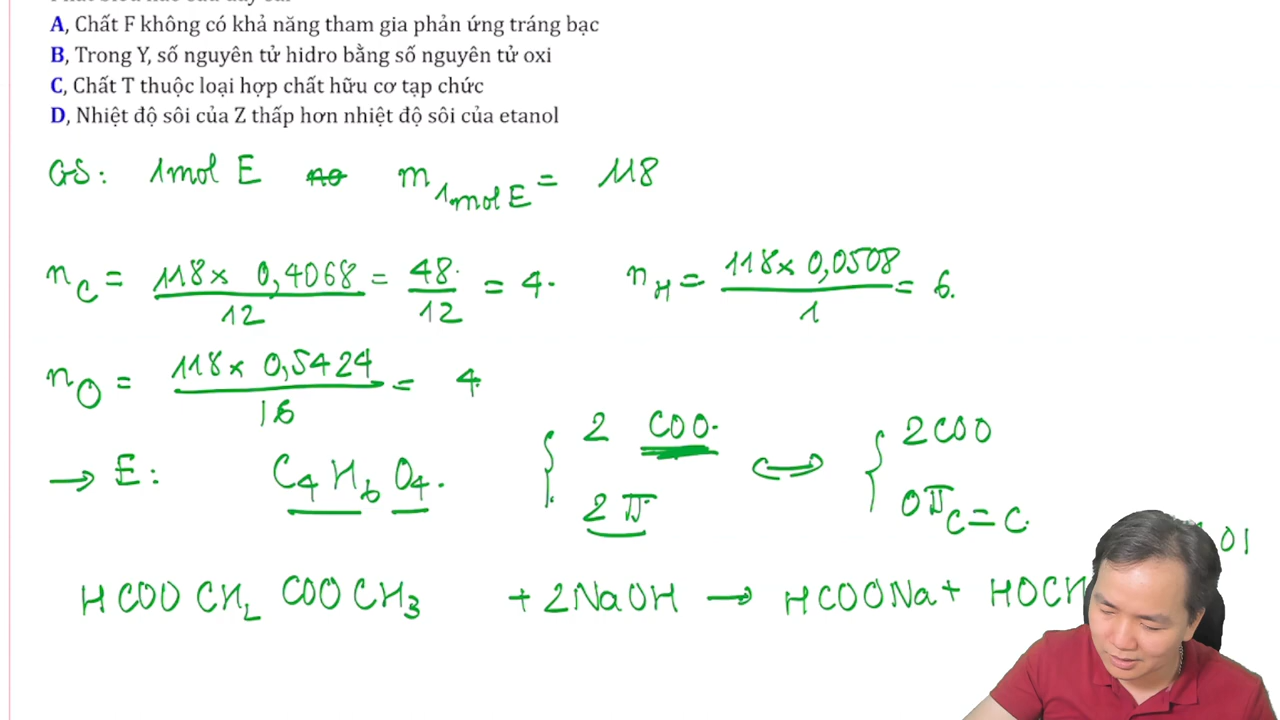 A, Chất F không có khả năng tham gia phản ứng tráng bạc
B, Trong Y, số nguyên tử hidro bằng số nguyên tử oxi
C, Chất T thuộc loại hợp chất hữu cơ tạp chức
D, Nhiệt độ sôi của Z thấp hơn nhiệt độ sôi của etanol
GS: 1mol E m 1molE = 118
nC = 118 x 0,4068 / 12 = 48 / 12 = 4. nH = 118 x 0,0508 / 1 = 6.
nO = 118 x 0,5424 / 16 = 4
→ E: C4H6O4. { 2 COO. 2 π ⇔ { 2COO 0πC=C.
HCOOCH2COOCH3 + 2NaOH → HCOONa + HOCH